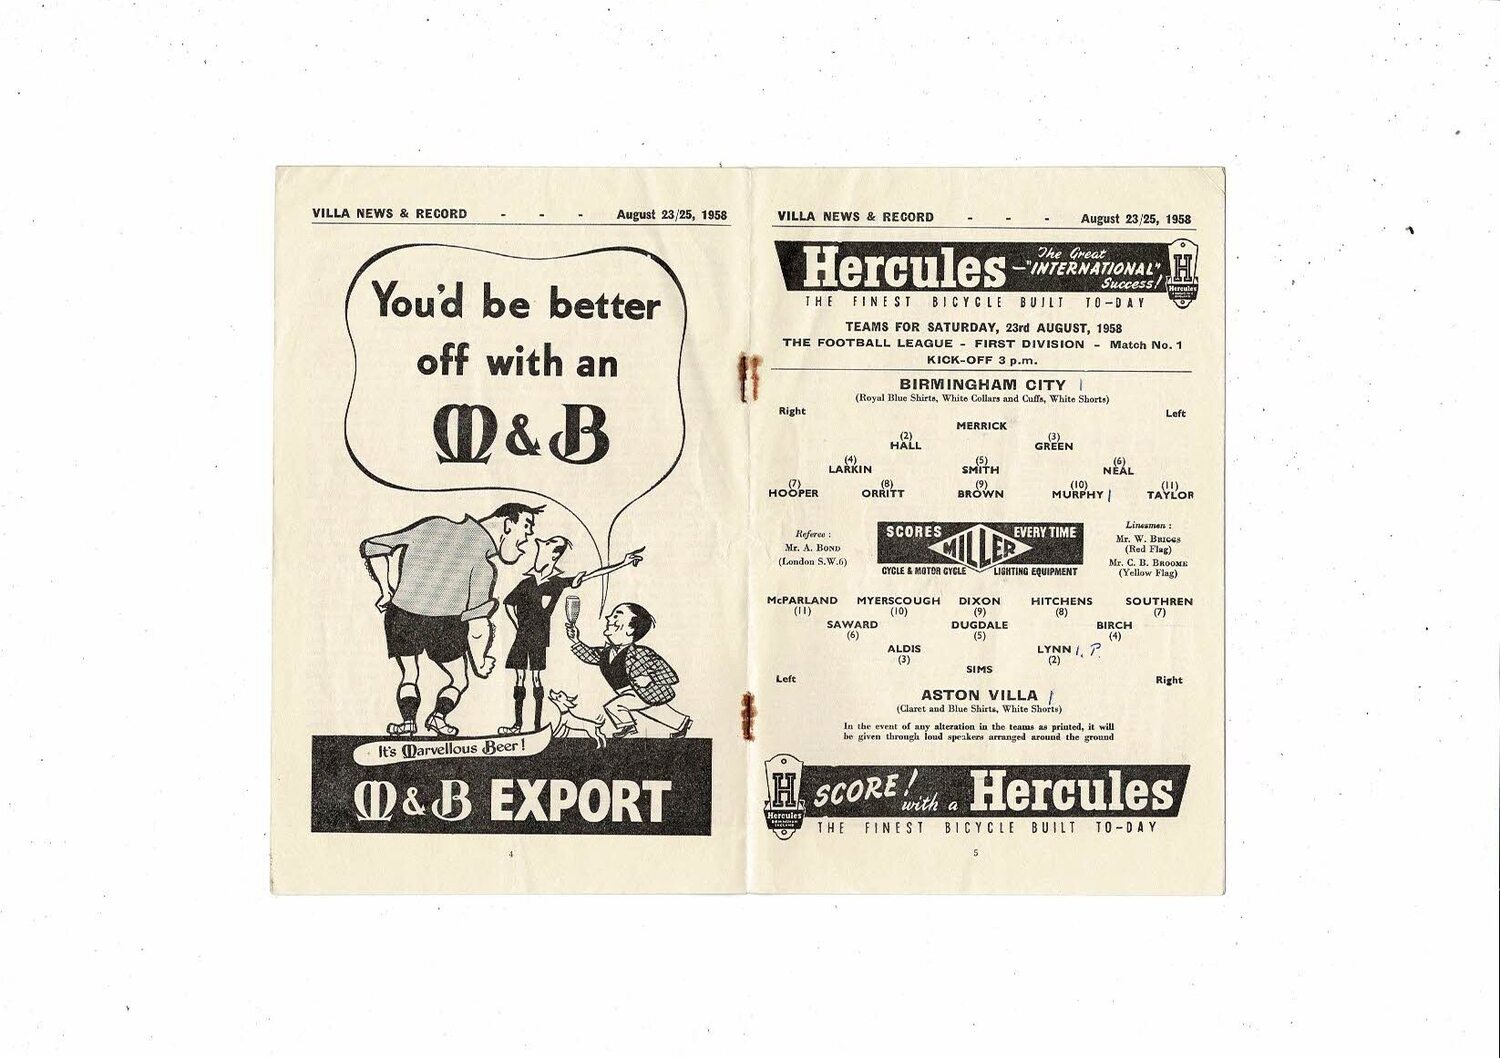 VILLA NEWS & RECORD - - - August 23/25, 1958
You'd be better
off with an
M & B
It's Marvellous Beer!
M & B EXPORT
4
VILLA NEWS & RECORD - - - August 23/25, 1958
Hercules
The Great
—"INTERNATIONAL"
Success!
H
Hercules
THE FINEST BICYCLE BUILT TO-DAY
TEAMS FOR SATURDAY, 23rd AUGUST, 1958
THE FOOTBALL LEAGUE - FIRST DIVISION - Match No. 1
KICK-OFF 3 p.m.
BIRMINGHAM CITY 1
(Royal Blue Shirts, White Collars and Cuffs, White Shorts)
Right Left
MERRICK
(2) (3)
HALL GREEN
(4) (5) (6)
LARKIN SMITH NEAL
(7) (8) (9) (10) (11)
HOOPER ORRITT BROWN MURPHY 1 TAYLOR
Referee :
Mr. A. BOND
(London S.W.6)
SCORES EVERY TIME
MILLER
CYCLE & MOTOR CYCLE LIGHTING EQUIPMENT
Linesmen :
Mr. W. BRIGGS
(Red Flag)
Mr. C. B. BROOME
(Yellow Flag)
McPARLAND MYERSCOUGH DIXON HITCHENS SOUTHREN
(11) (10) (9) (8) (7)
SAWARD DUGDALE BIRCH
(6) (5) (4)
ALDIS LYNN 1. P.
(3) (2)
SIMS
Left Right
ASTON VILLA 1
(Claret and Blue Shirts, White Shorts)
In the event of any alteration in the teams as printed, it will
be given through loud speakers arranged around the ground
H
Hercules
BIRMINGHAM
ENGLAND
SCORE! with a Hercules
THE FINEST BICYCLE BUILT TO-DAY
5